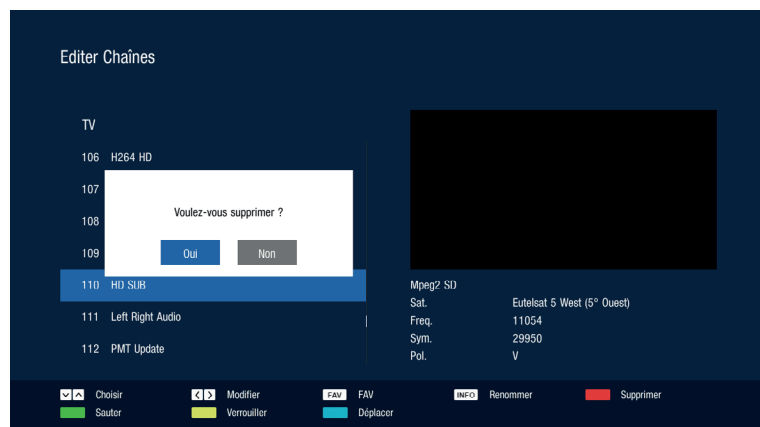 Editer Chaînes
TV
106 H264 HD
107
108
109
Voulez-vous supprimer ?
Oui Non
110 HD SUB
111 Left Right Audio
112 PMT Update
Mpeg2 SD
Sat. Eutelsat 5 West (5° Ouest)
Freq. 11054
Sym. 29950
Pol. V
Choisir Modifier FAV FAV INFO Renommer Supprimer
Sauter Verrouiller Déplacer